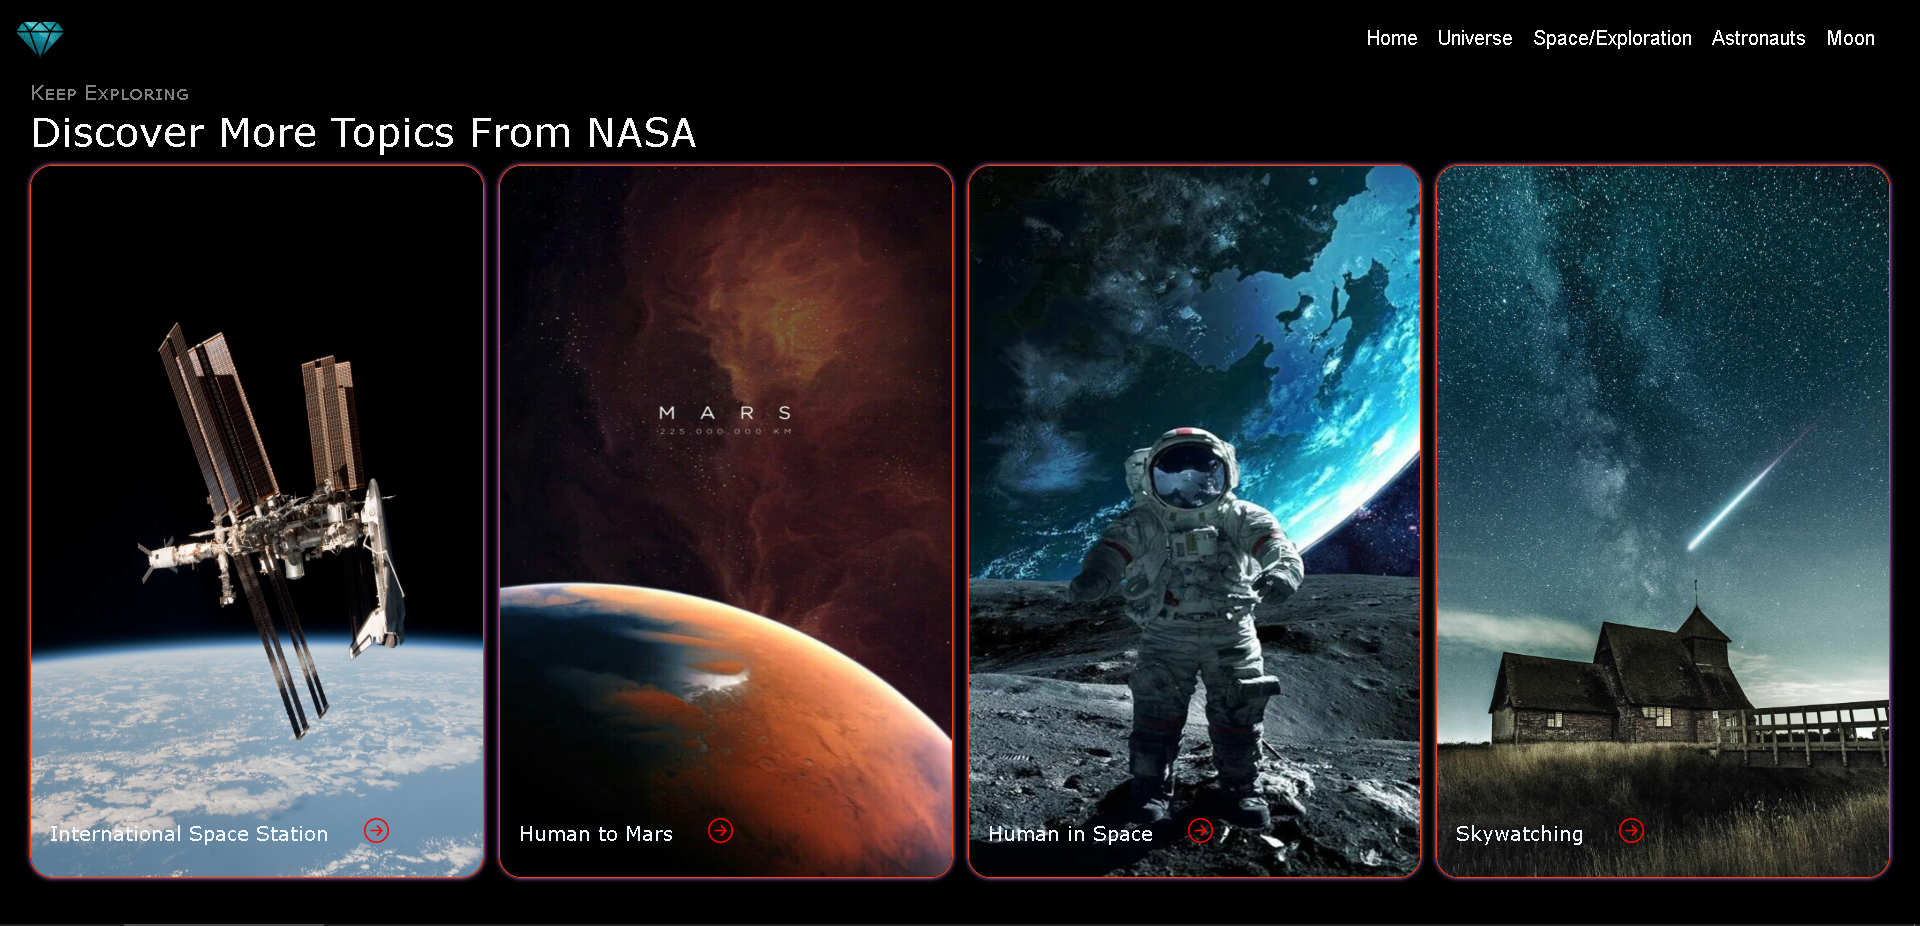 Home Universe Space/Exploration Astronauts Moon
Keep Exploring
Discover More Topics From NASA
MARS
225.000.000 KM
International Space Station
Human to Mars
Human in Space
Skywatching